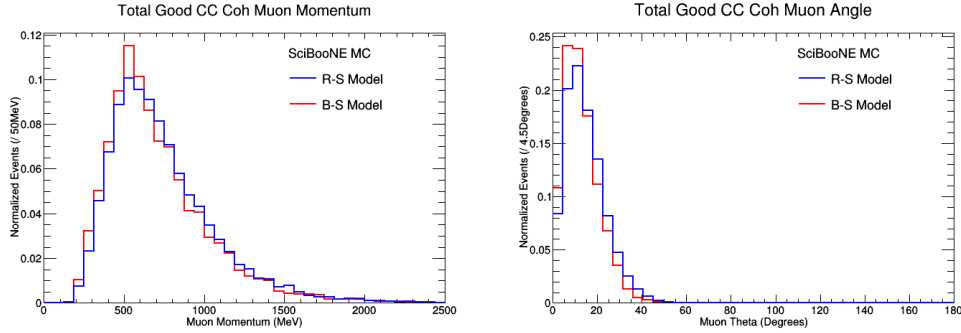 Total Good CC Coh Muon Momentum
Normalized Events (/ 50MeV)
0.12
0.1
0.08
0.06
0.04
0.02
0
SciBooNE MC
R-S Model
B-S Model
0 500 1000 1500 2000 2500
Muon Momentum (MeV)
Total Good CC Coh Muon Angle
Normalized Events (/ 4.5Degrees)
0.25
0.2
0.15
0.1
0.05
0
SciBooNE MC
R-S Model
B-S Model
0 20 40 60 80 100 120 140 160 180
Muon Theta (Degrees)